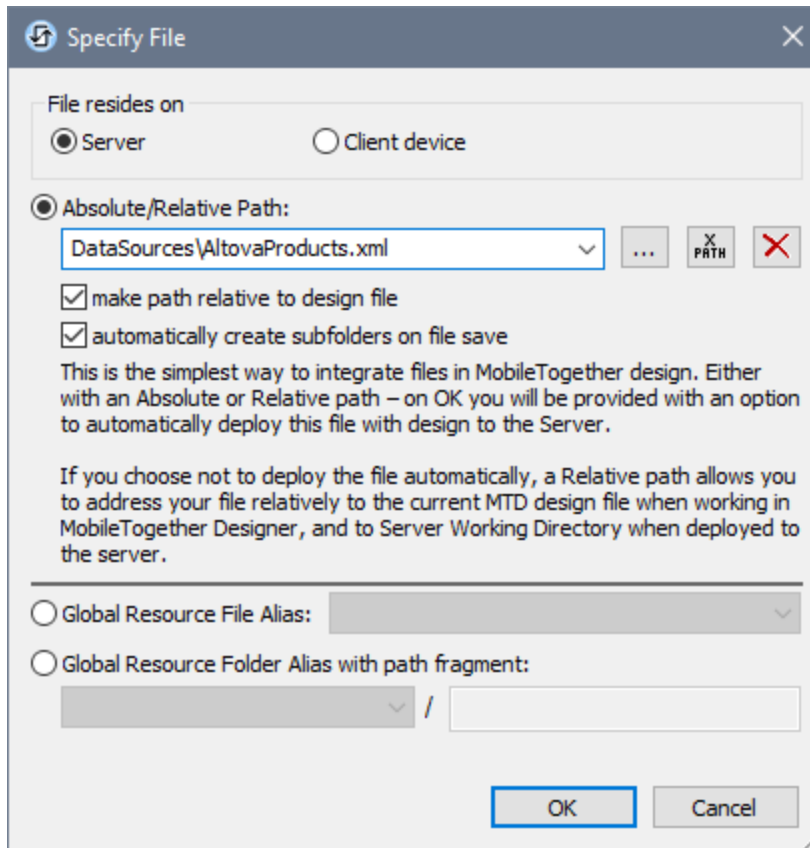 Specify File
File resides on
Server
Client device
Absolute/Relative Path:
DataSources\AltovaProducts.xml
...
X
PATH
make path relative to design file
automatically create subfolders on file save
This is the simplest way to integrate files in MobileTogether design. Either
with an Absolute or Relative path – on OK you will be provided with an option
to automatically deploy this file with design to the Server.
If you choose not to deploy the file automatically, a Relative path allows you
to address your file relatively to the current MTD design file when working in
MobileTogether Designer, and to Server Working Directory when deployed to
the server.
Global Resource File Alias:
Global Resource Folder Alias with path fragment:
/
OK
Cancel